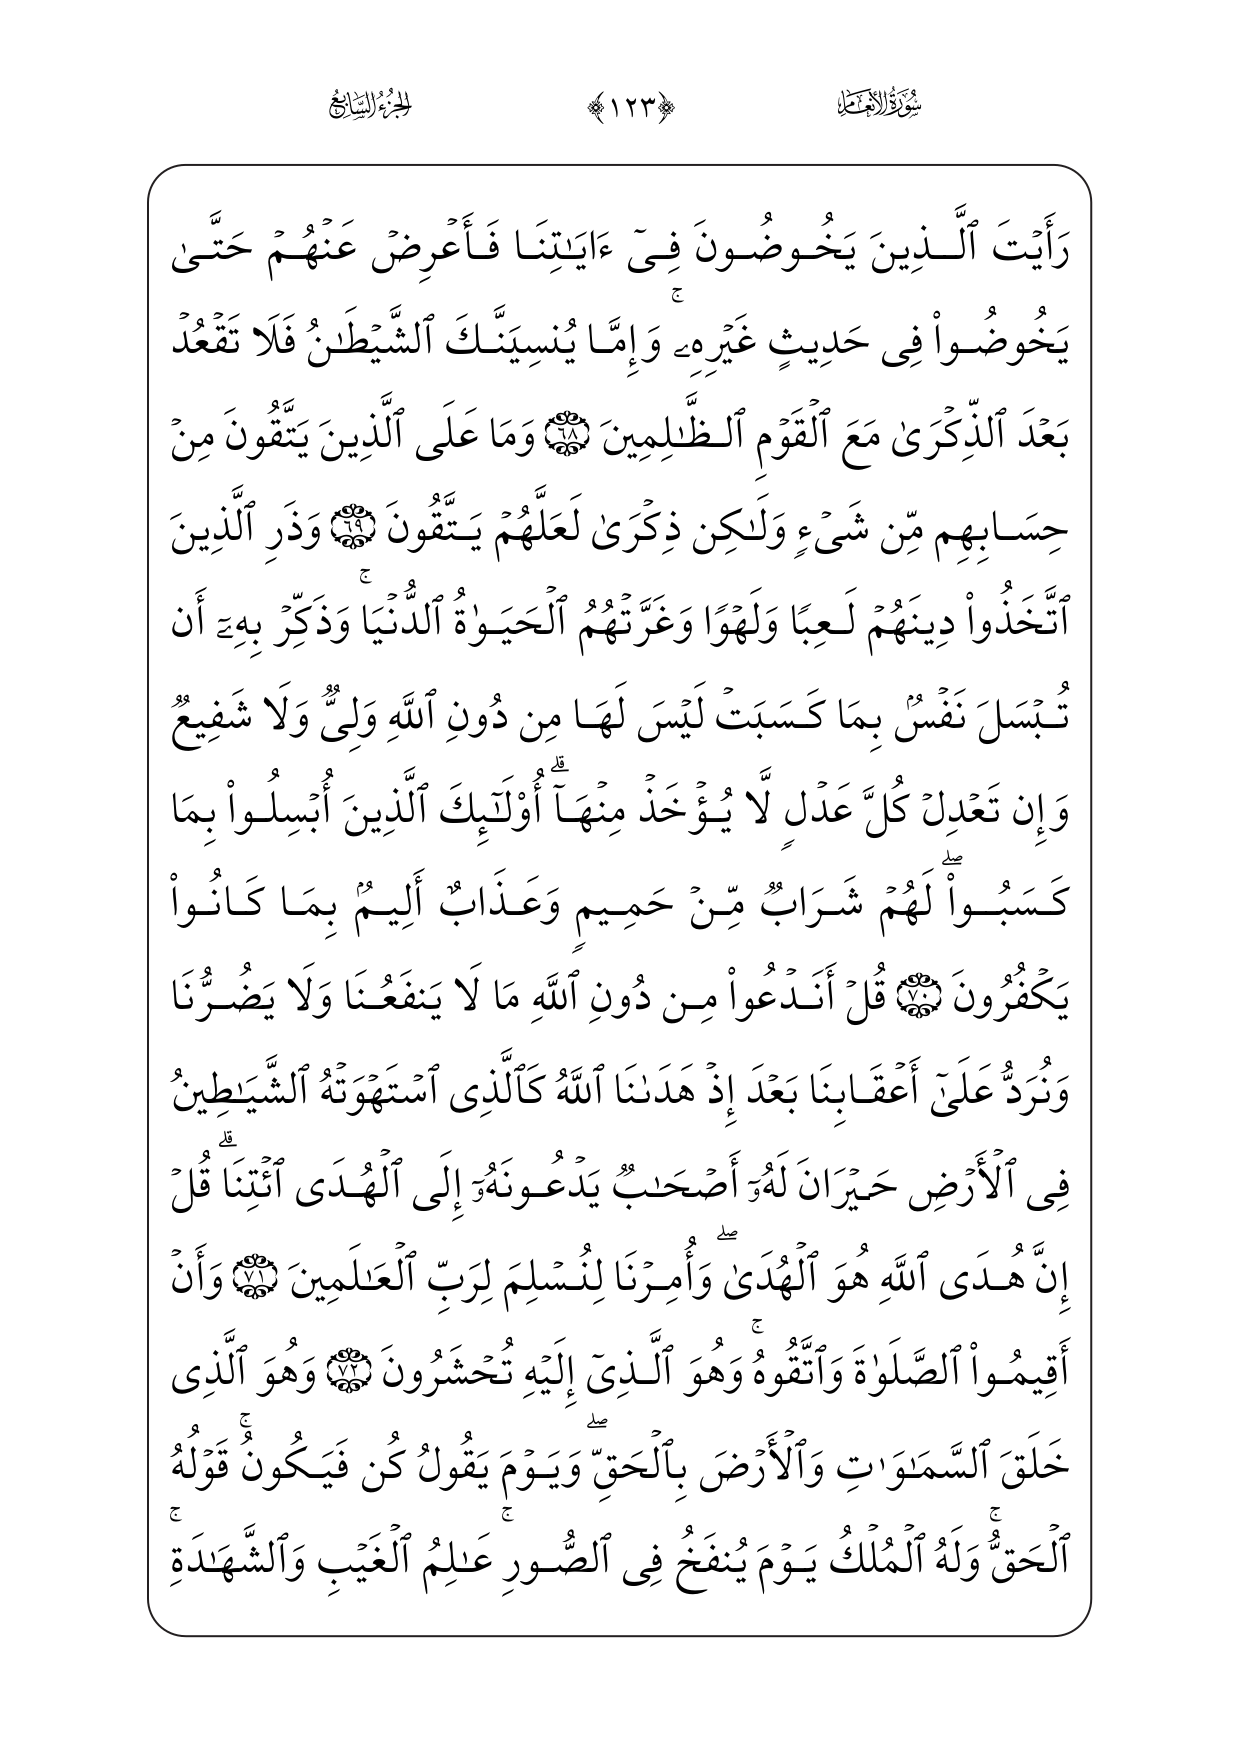 سُورَةُ الأَنْعَام ﴿١٢٣﴾ الجُزْءُ السَّابِعُ
رَأَيْتَ ٱلَّذِينَ يَخُوضُونَ فِىٓ ءَايَـٰتِنَا فَأَعْرِضْ عَنْهُمْ حَتَّىٰ
يَخُوضُوا۟ فِى حَدِيثٍ غَيْرِهِۦ ۚ وَإِمَّا يُنسِيَنَّكَ ٱلشَّيْطَـٰنُ فَلَا تَقْعُدْ
بَعْدَ ٱلذِّكْرَىٰ مَعَ ٱلْقَوْمِ ٱلظَّـٰلِمِينَ ٦٨ وَمَا عَلَى ٱلَّذِينَ يَتَّقُونَ مِنْ
حِسَابِهِم مِّن شَىْءٍ وَلَـٰكِن ذِكْرَىٰ لَعَلَّهُمْ يَتَّقُونَ ٦٩ وَذَرِ ٱلَّذِينَ
ٱتَّخَذُوا۟ دِينَهُمْ لَعِبًا وَلَهْوًا وَغَرَّتْهُمُ ٱلْحَيَوٰةُ ٱلدُّنْيَا ۚ وَذَكِّرْ بِهِۦٓ أَن
تُبْسَلَ نَفْسٌۢ بِمَا كَسَبَتْ لَيْسَ لَهَا مِن دُونِ ٱللَّهِ وَلِىٌّ وَلَا شَفِيعٌ
وَإِن تَعْدِلْ كُلَّ عَدْلٍ لَّا يُؤْخَذْ مِنْهَآ ۗ أُو۟لَـٰٓئِكَ ٱلَّذِينَ أُبْسِلُوا۟ بِمَا
كَسَبُوا۟ ۖ لَهُمْ شَرَابٌ مِّنْ حَمِيمٍ وَعَذَابٌ أَلِيمٌۢ بِمَا كَانُوا۟
يَكْفُرُونَ ٧٠ قُلْ أَنَدْعُوا۟ مِن دُونِ ٱللَّهِ مَا لَا يَنفَعُنَا وَلَا يَضُرُّنَا
وَنُرَدُّ عَلَىٰٓ أَعْقَابِنَا بَعْدَ إِذْ هَدَىٰنَا ٱللَّهُ كَٱلَّذِى ٱسْتَهْوَتْهُ ٱلشَّيَـٰطِينُ
فِى ٱلْأَرْضِ حَيْرَانَ لَهُۥٓ أَصْحَـٰبٌ يَدْعُونَهُۥٓ إِلَى ٱلْهُدَى ٱئْتِنَا ۗ قُلْ
إِنَّ هُدَى ٱللَّهِ هُوَ ٱلْهُدَىٰ ۖ وَأُمِرْنَا لِنُسْلِمَ لِرَبِّ ٱلْعَـٰلَمِينَ ٧١ وَأَنْ
أَقِيمُوا۟ ٱلصَّلَوٰةَ وَٱتَّقُوهُ ۚ وَهُوَ ٱلَّذِىٓ إِلَيْهِ تُحْشَرُونَ ٧٢ وَهُوَ ٱلَّذِى
خَلَقَ ٱلسَّمَـٰوَٰتِ وَٱلْأَرْضَ بِٱلْحَقِّ ۖ وَيَوْمَ يَقُولُ كُن فَيَكُونُ ۚ قَوْلُهُ
ٱلْحَقُّ ۚ وَلَهُ ٱلْمُلْكُ يَوْمَ يُنفَخُ فِى ٱلصُّورِ ۚ عَـٰلِمُ ٱلْغَيْبِ وَٱلشَّهَـٰدَةِ ۚ